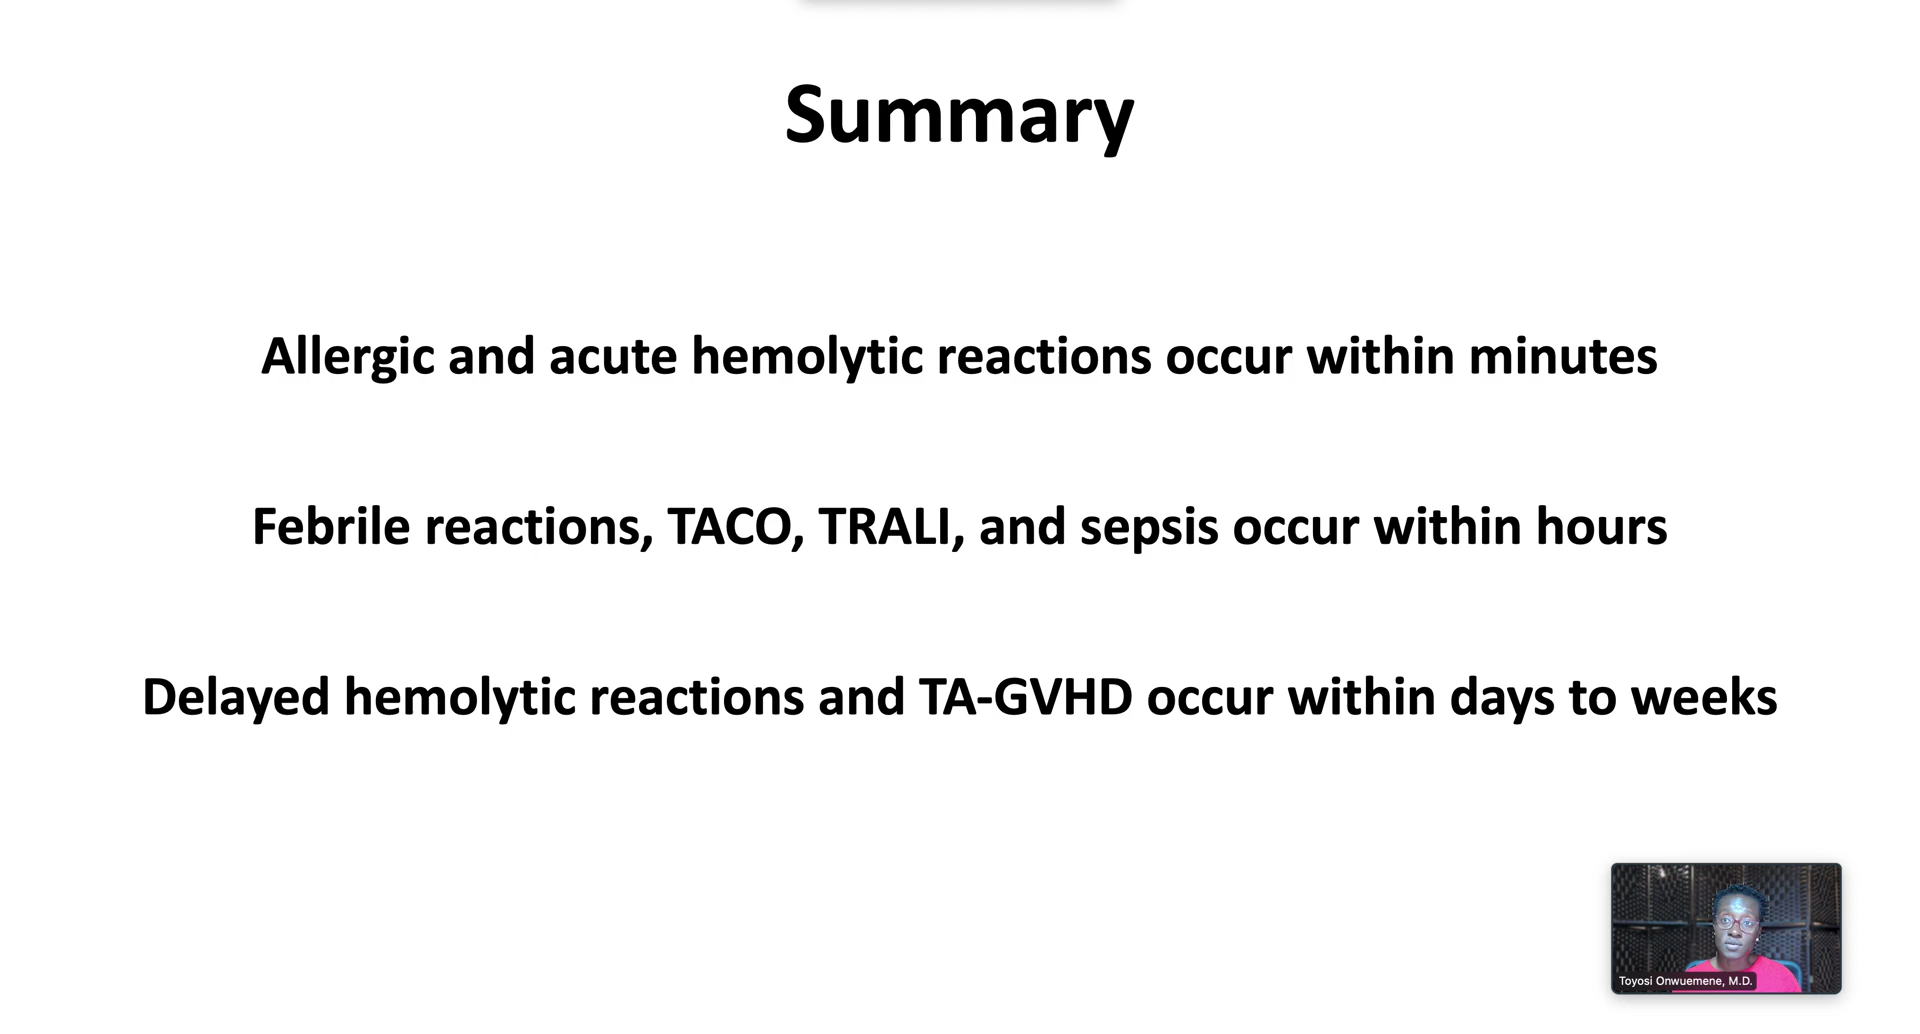 Summary
Allergic and acute hemolytic reactions occur within minutes
Febrile reactions, TACO, TRALI, and sepsis occur within hours
Delayed hemolytic reactions and TA-GVHD occur within days to weeks
Toyosi Onwuemene, M.D.